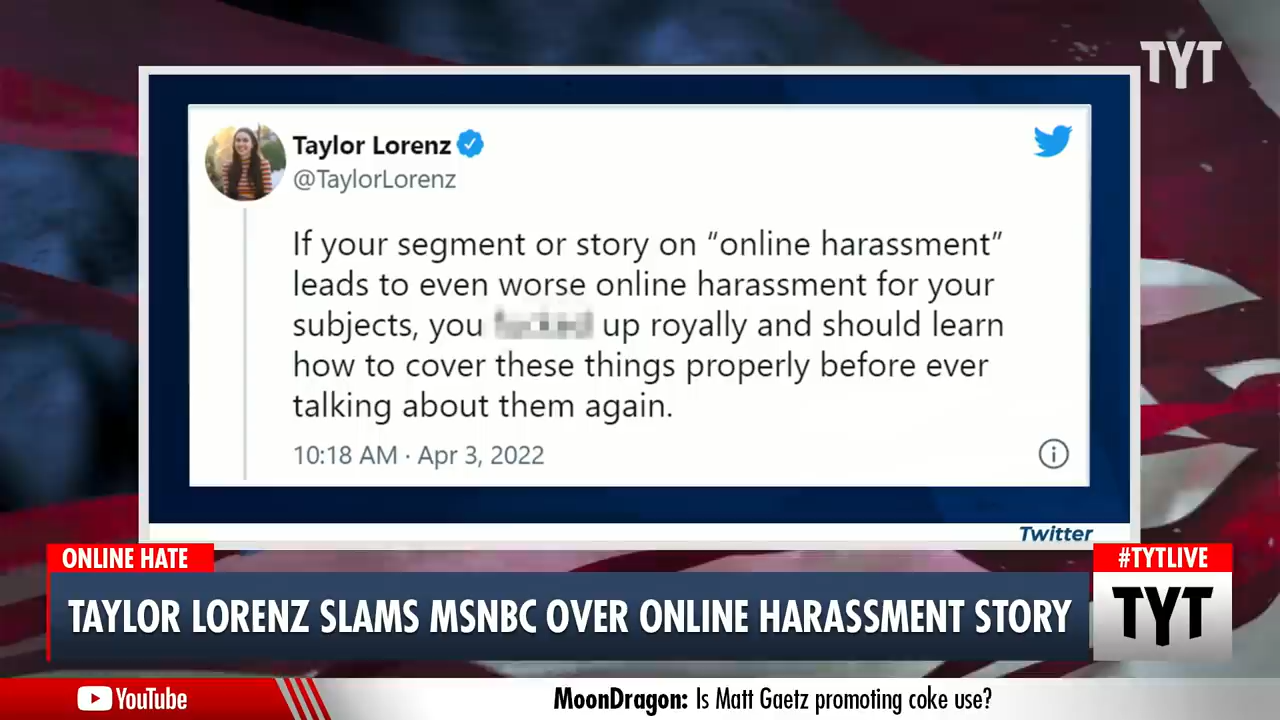 TYT
Taylor Lorenz
@TaylorLorenz
If your segment or story on “online harassment”
leads to even worse online harassment for your
subjects, you up royally and should learn
how to cover these things properly before ever
talking about them again.
10:18 AM · Apr 3, 2022
Twitter
ONLINE HATE
#TYTLIVE
TAYLOR LORENZ SLAMS MSNBC OVER ONLINE HARASSMENT STORY
TYT
YouTube
MoonDragon: Is Matt Gaetz promoting coke use?